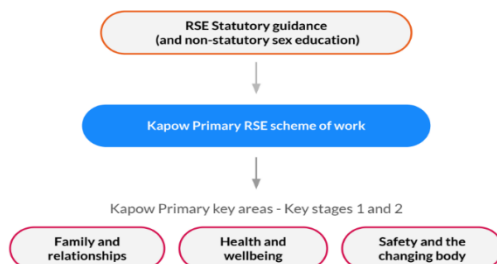 RSE Statutory guidance
(and non-statutory sex education)
Kapow Primary RSE scheme of work
Kapow Primary key areas - Key stages 1 and 2
Family and relationships
Health and wellbeing
Safety and the changing body